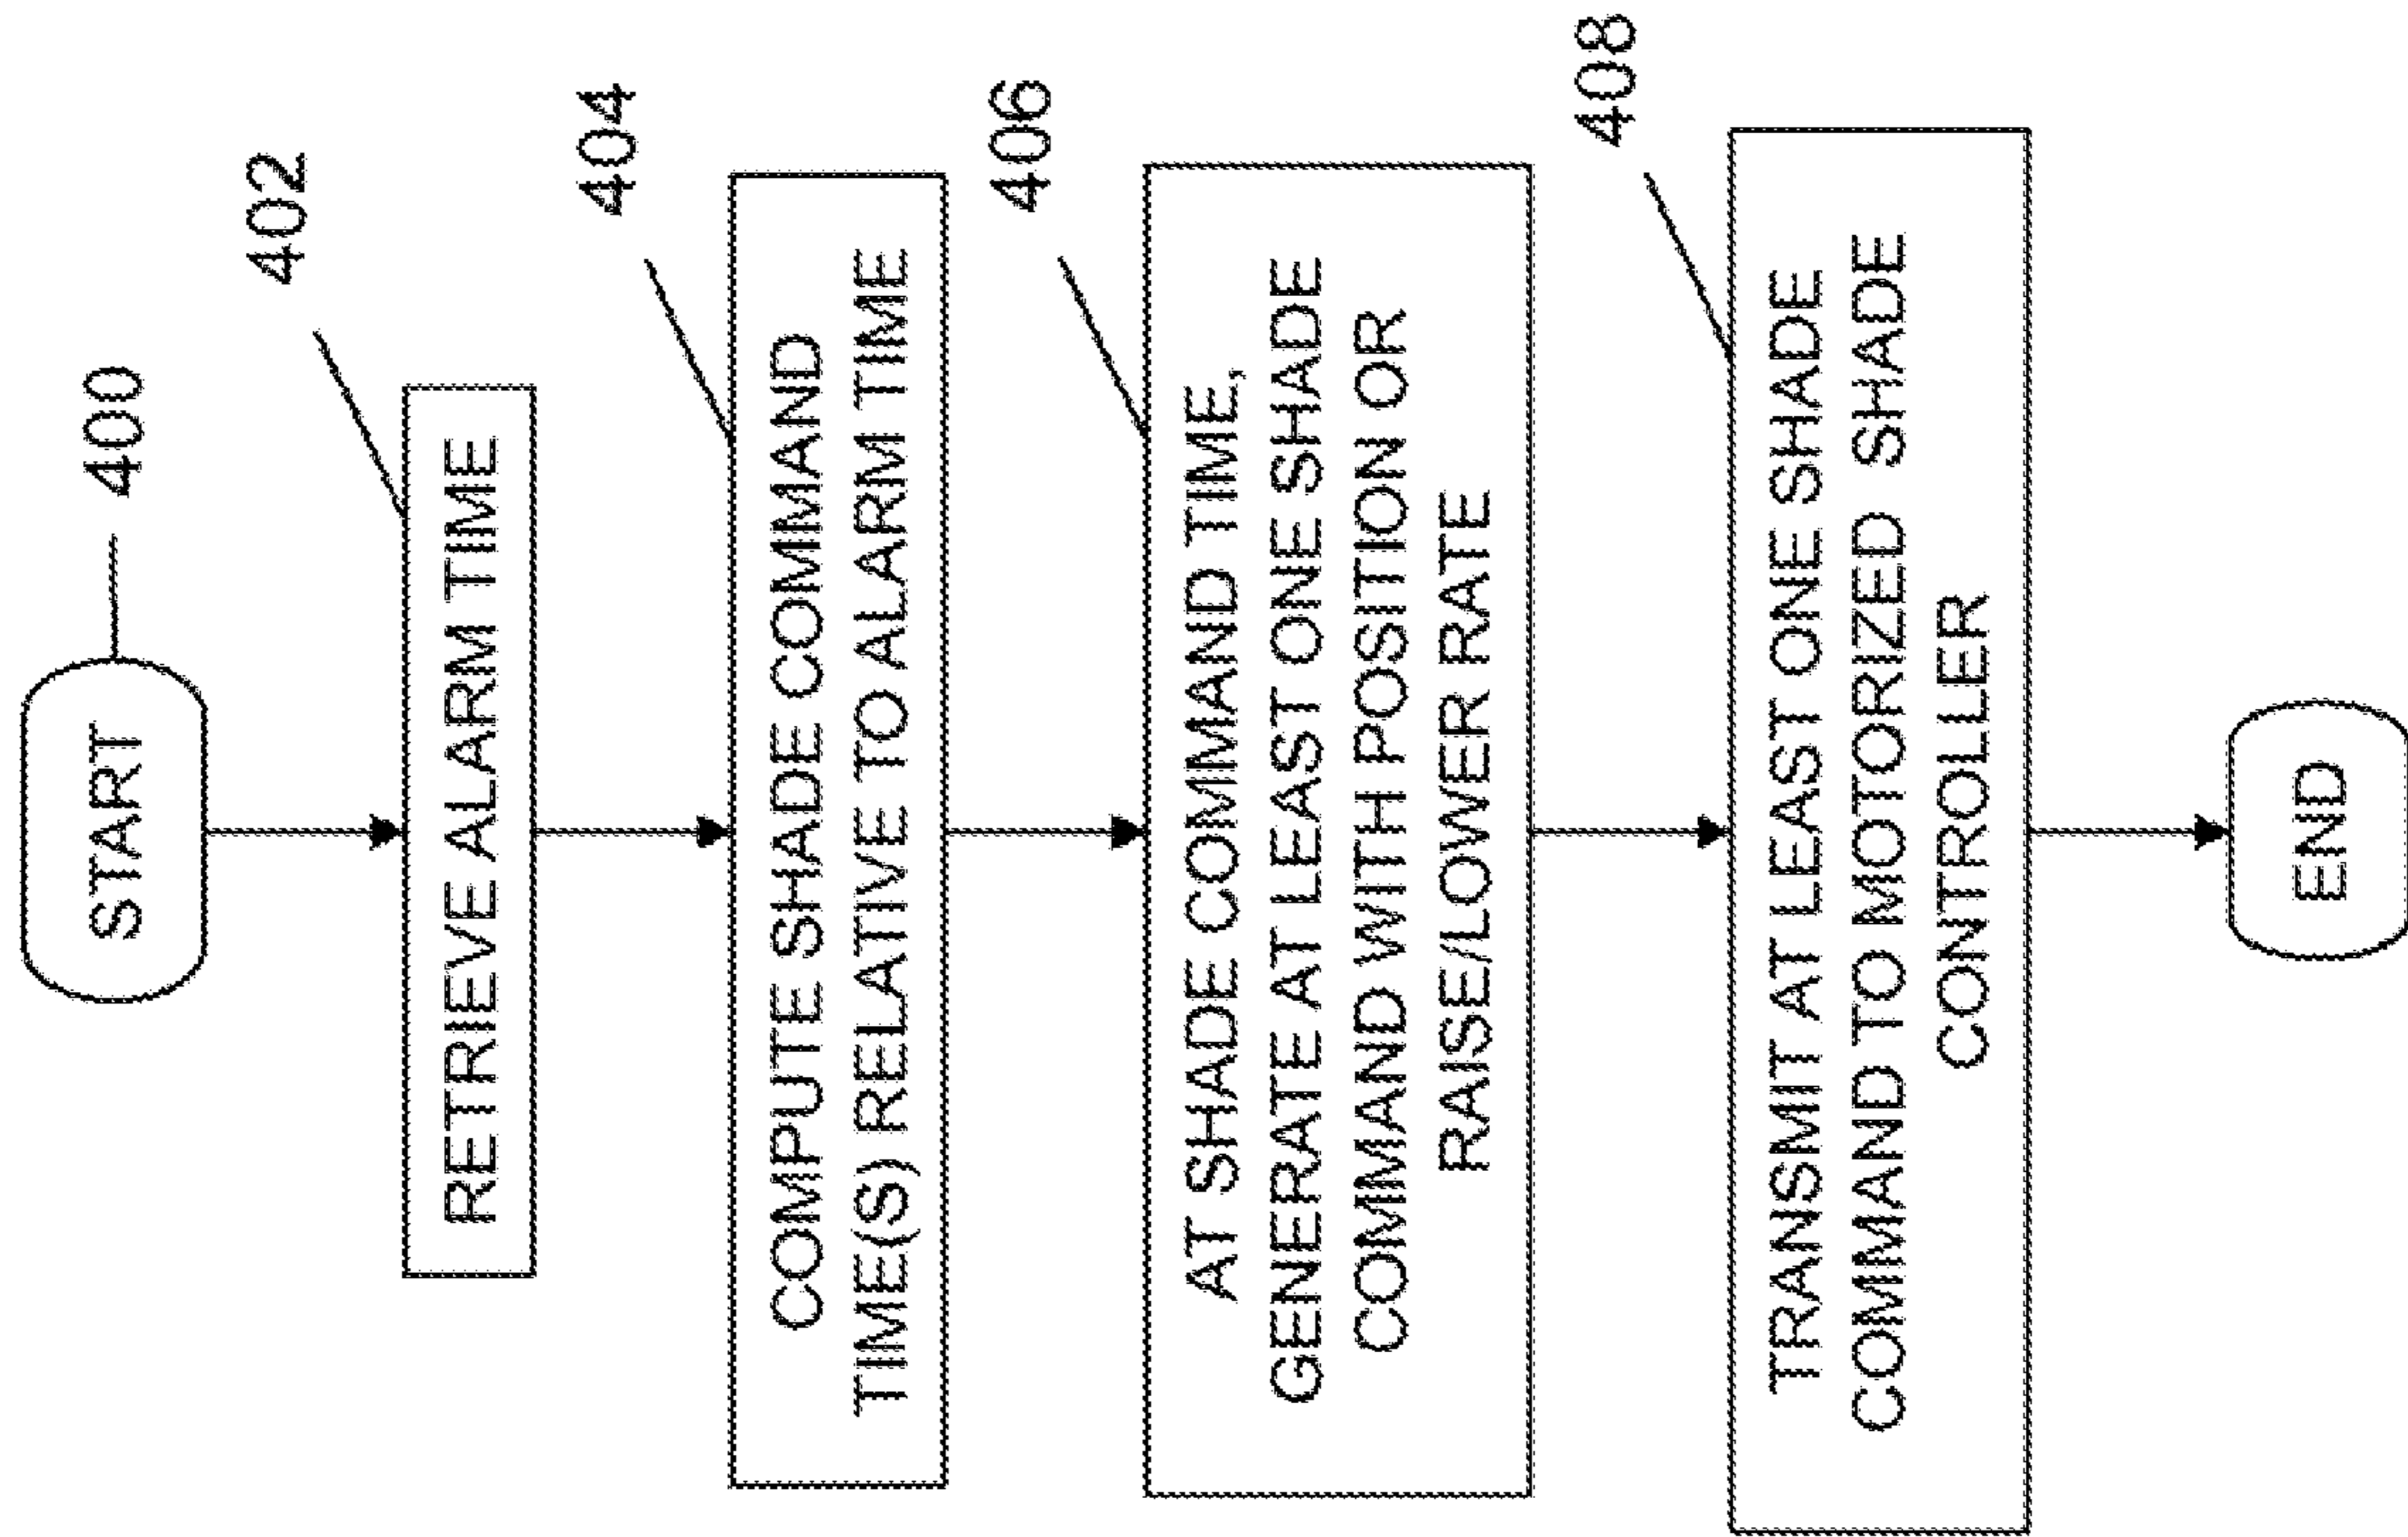 START
400
RETRIEVE ALARM TIME
402
COMPUTE SHADE COMMAND
TIME(S) RELATIVE TO ALARM TIME
404
AT SHADE COMMAND TIME,
GENERATE AT LEAST ONE SHADE
COMMAND WITH POSITION OR
RAISE/LOWER RATE
406
TRANSMIT AT LEAST ONE SHADE
COMMAND TO MOTORIZED SHADE
CONTROLLER
408
END